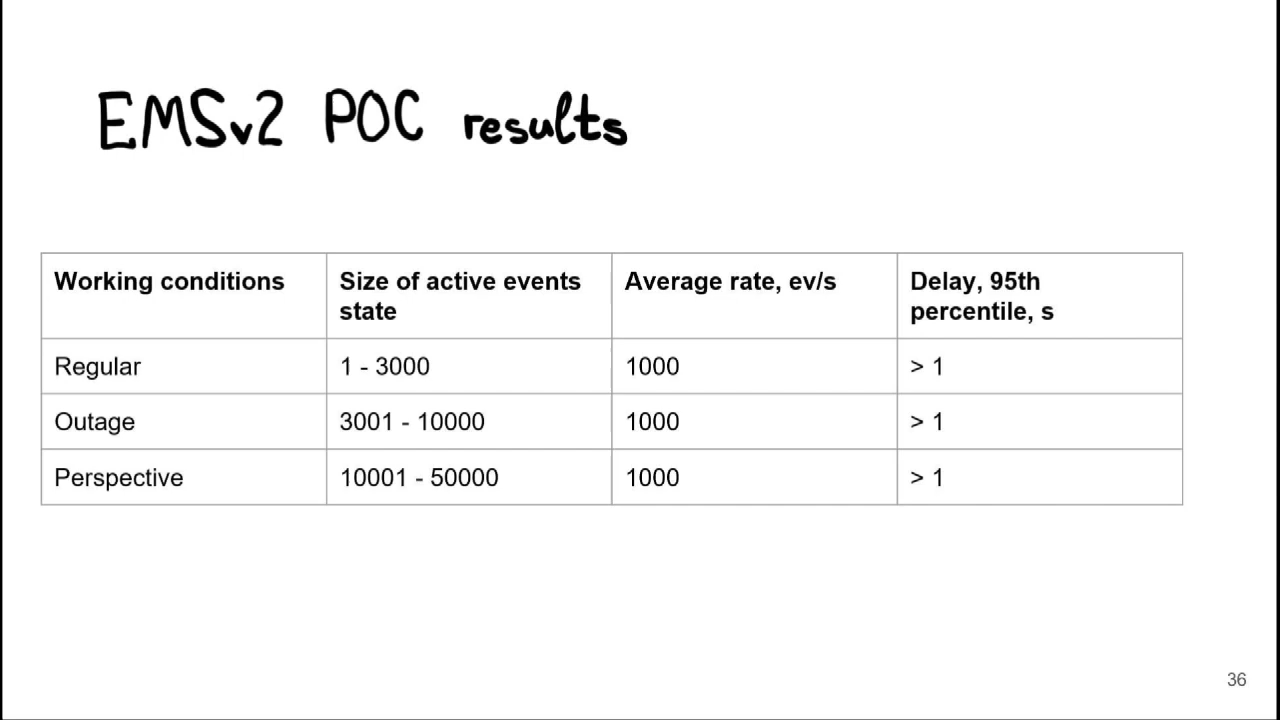 EMSv2 POC results
Working conditions
Size of active events
state
Average rate, ev/s
Delay, 95th
percentile, s
Regular
1 - 3000
1000
> 1
Outage
3001 - 10000
1000
> 1
Perspective
10001 - 50000
1000
> 1
36